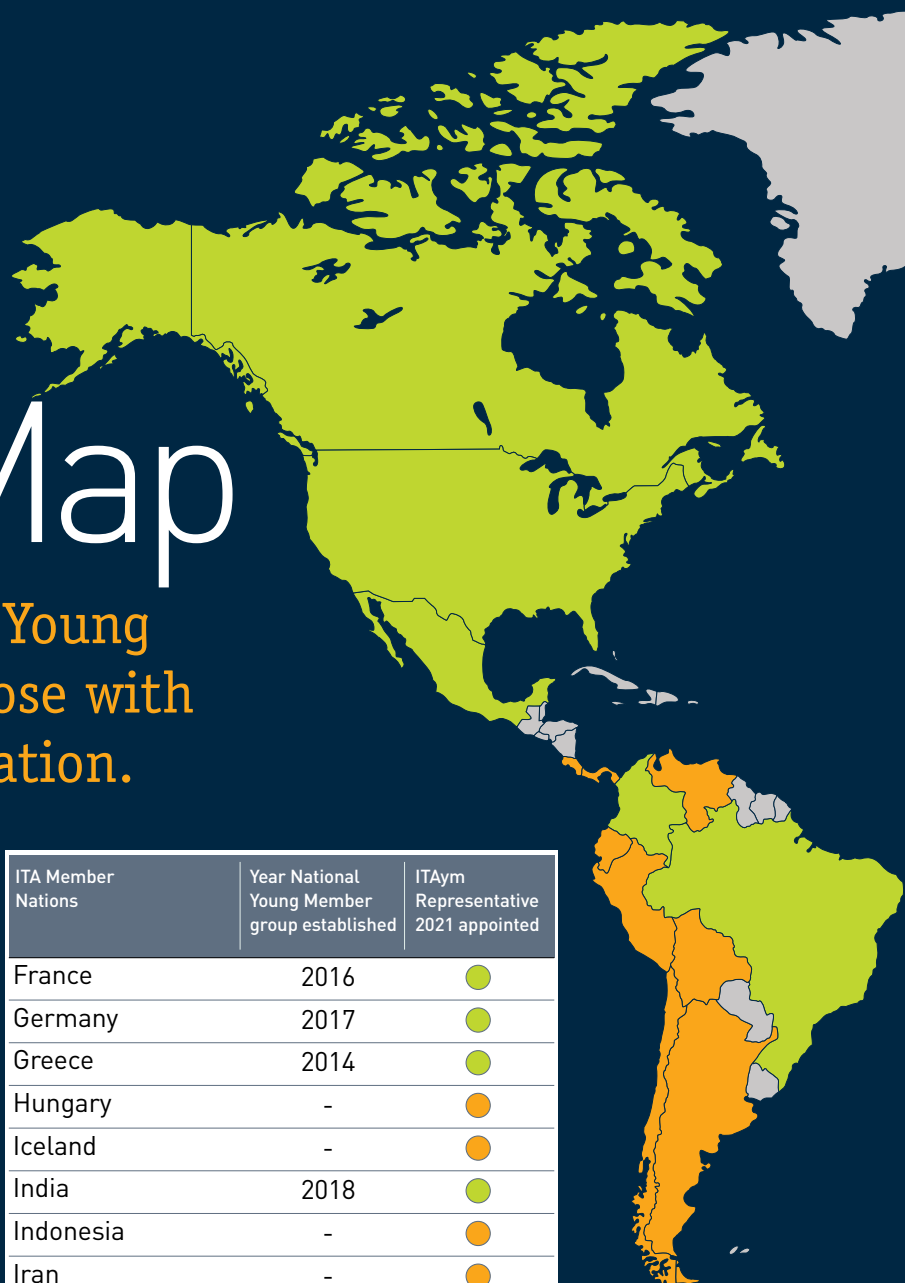 Map
Young
ose with
ation.
ITA Member Nations | Year National Young Member group established | ITAym Representative 2021 appointed
France 2016
Germany 2017
Greece 2014
Hungary -
Iceland -
India 2018
Indonesia -
Iran -